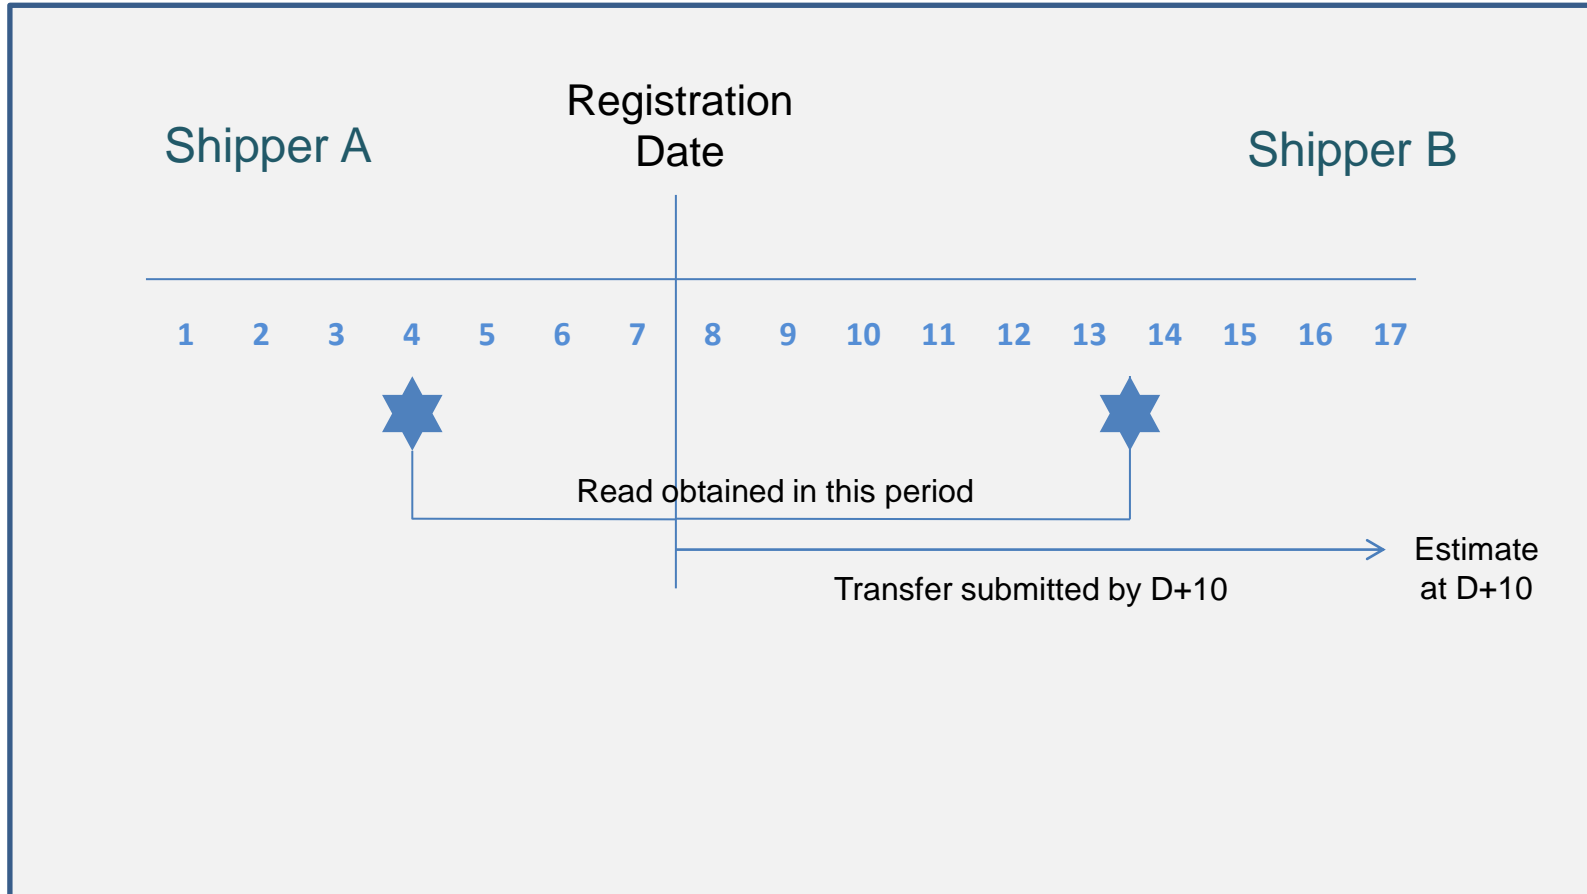 Registration
Date
Shipper A
Shipper B
1 2 3 4 5 6 7 8 9 10 11 12 13 14 15 16 17
Read obtained in this period
Transfer submitted by D+10
Estimate
at D+10